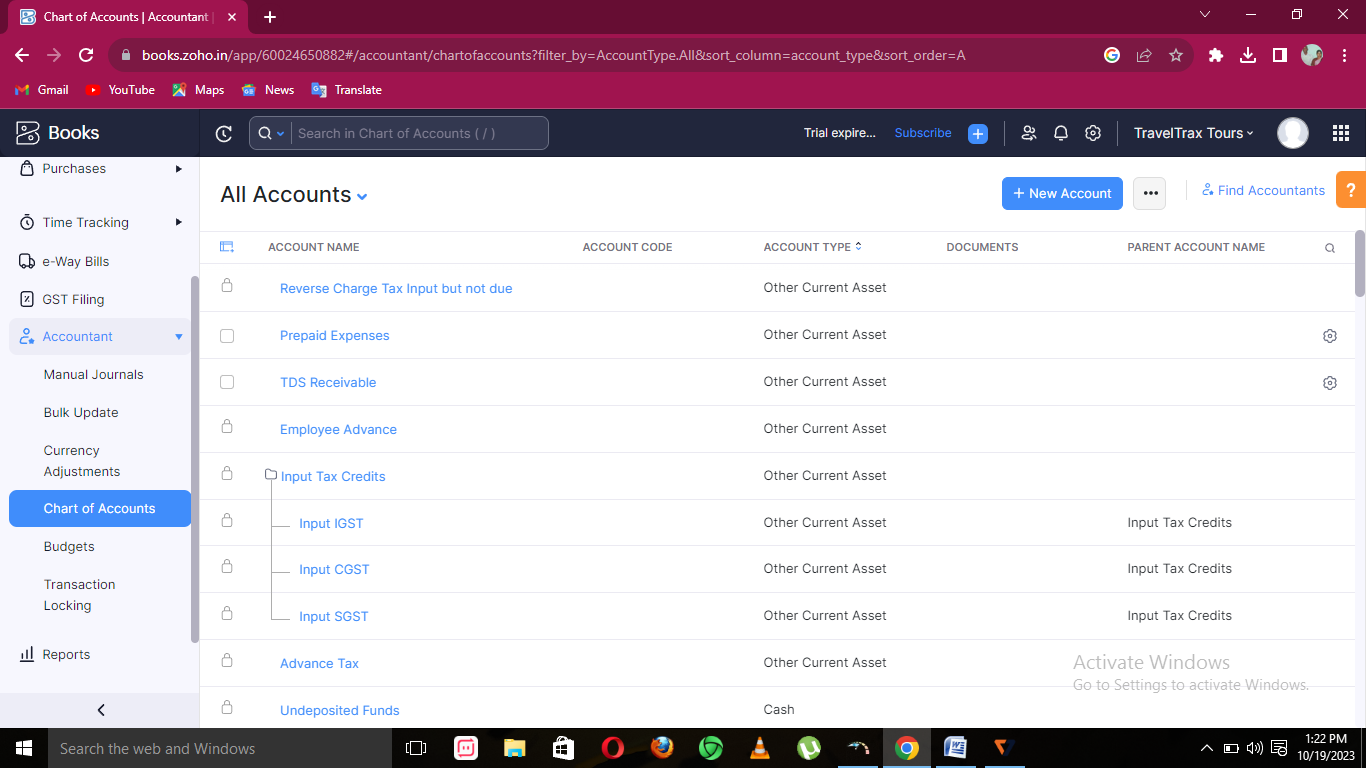 Chart of Accounts | Accountant |
books.zoho.in/app/60024650882#/accountant/chartofaccounts?filter_by=AccountType.All&sort_column=account_type&sort_order=A
Gmail YouTube Maps News Translate
Books Search in Chart of Accounts ( / ) Trial expire... Subscribe TravelTrax Tours
Purchases
Time Tracking
e-Way Bills
GST Filing
Accountant
Manual Journals
Bulk Update
Currency
Adjustments
Chart of Accounts
Budgets
Transaction
Locking
Reports
All Accounts + New Account ••• Find Accountants ?
ACCOUNT NAME ACCOUNT CODE ACCOUNT TYPE DOCUMENTS PARENT ACCOUNT NAME
Reverse Charge Tax Input but not due Other Current Asset
Prepaid Expenses Other Current Asset
TDS Receivable Other Current Asset
Employee Advance Other Current Asset
Input Tax Credits Other Current Asset
Input IGST Other Current Asset Input Tax Credits
Input CGST Other Current Asset Input Tax Credits
Input SGST Other Current Asset Input Tax Credits
Advance Tax Other Current Asset
Undeposited Funds Cash
Activate Windows
Go to Settings to activate Windows.
Search the web and Windows
1:22 PM
10/19/2023